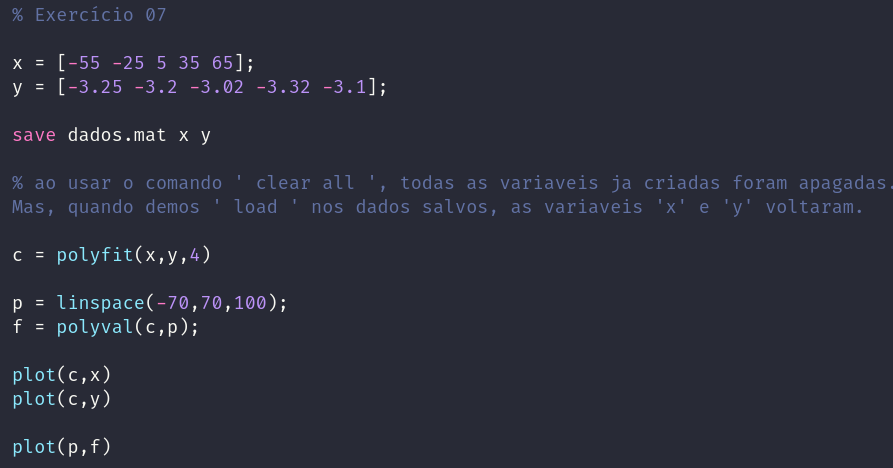 % Exercício 07
x = [-55 -25 5 35 65];
y = [-3.25 -3.2 -3.02 -3.32 -3.1];
save dados.mat x y
% ao usar o comando ' clear all ', todas as variaveis ja criadas foram apagadas.
Mas, quando demos ' load ' nos dados salvos, as variaveis 'x' e 'y' voltaram.
c = polyfit(x,y,4)
p = linspace(-70,70,100);
f = polyval(c,p);
plot(c,x)
plot(c,y)
plot(p,f)